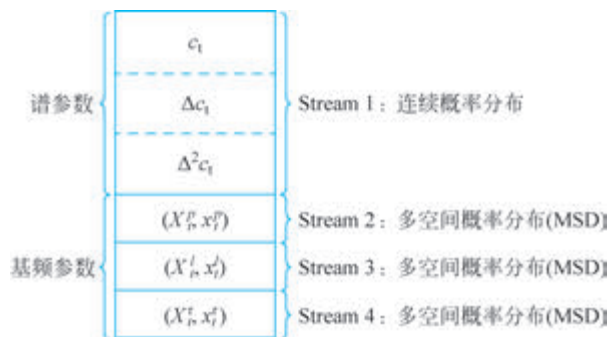 c_t
谱参数 Δc_t Stream 1：连续概率分布
Δ²c_t
(X_t^p, x_t^p) Stream 2：多空间概率分布(MSD)
基频参数 (X_t^l, x_t^l) Stream 3：多空间概率分布(MSD)
(X_t^s, x_t^s) Stream 4：多空间概率分布(MSD)